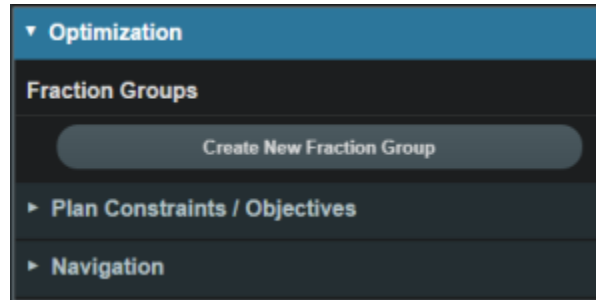 Optimization
Fraction Groups
Create New Fraction Group
Plan Constraints / Objectives
Navigation